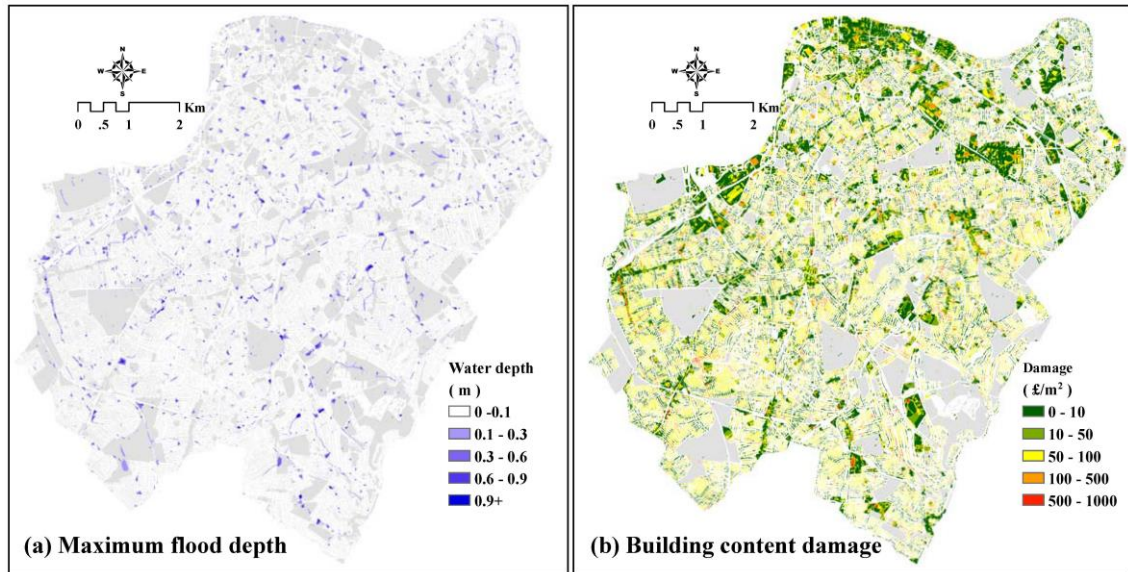 N
W E
S
Km
0 .5 1 2
Water depth
( m )
0 -0.1
0.1 - 0.3
0.3 - 0.6
0.6 - 0.9
0.9+
(a) Maximum flood depth
N
W E
S
Km
0 .5 1 2
Damage
( £/m² )
0 - 10
10 - 50
50 - 100
100 - 500
500 - 1000
(b) Building content damage